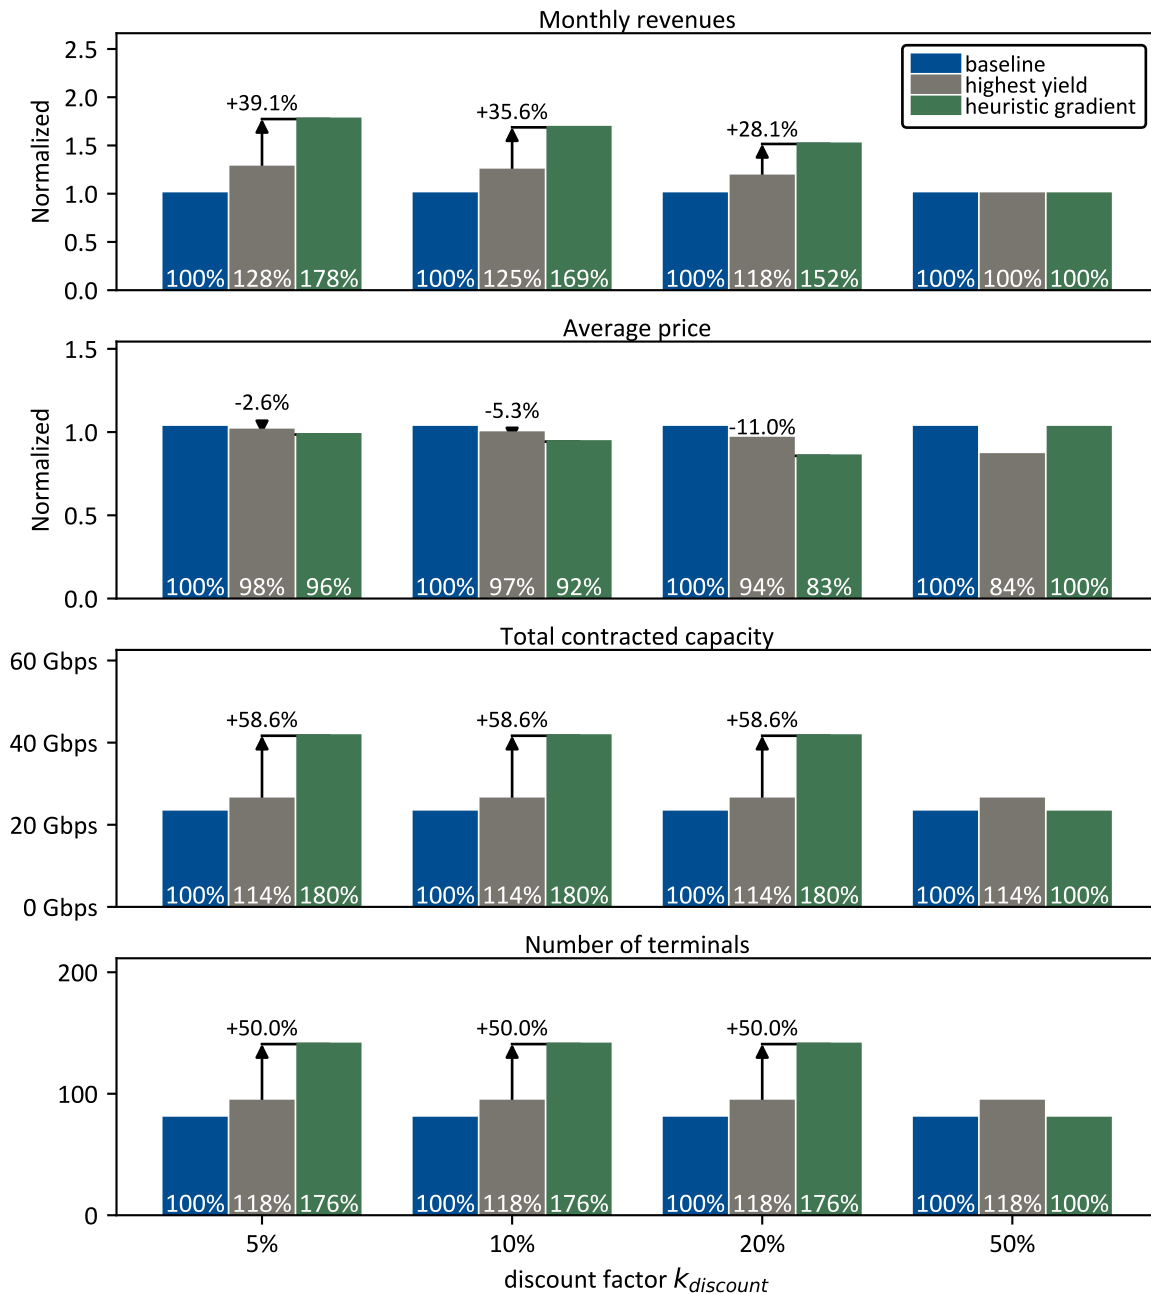 Monthly revenues
2.5
2.0
1.5
1.0
0.5
0.0
Normalized
+39.1%
+35.6%
+28.1%
baseline
highest yield
heuristic gradient
100% 128% 178% 100% 125% 169% 100% 118% 152% 100% 100% 100%
Average price
1.5
1.0
0.5
0.0
Normalized
-2.6%
-5.3%
-11.0%
100% 98% 96% 100% 97% 92% 100% 94% 83% 100% 84% 100%
Total contracted capacity
60 Gbps
40 Gbps
20 Gbps
0 Gbps
+58.6%
+58.6%
+58.6%
100% 114% 180% 100% 114% 180% 100% 114% 180% 100% 114% 100%
Number of terminals
200
100
0
+50.0%
+50.0%
+50.0%
100% 118% 176% 100% 118% 176% 100% 118% 176% 100% 118% 100%
5% 10% 20% 50%
discount factor k_discount